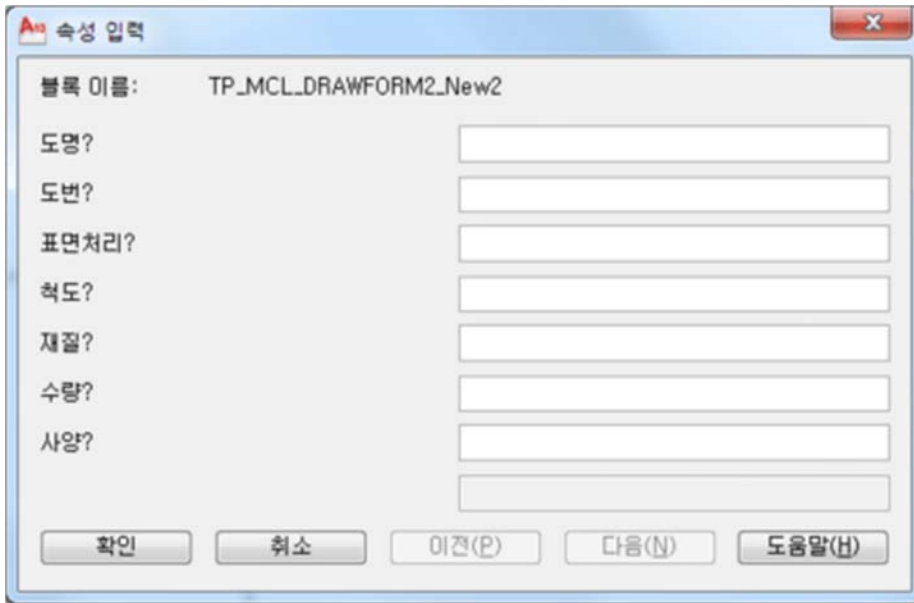 속성 입력
블록 이름: TP_MCL_DRAWFORM2_New2
도명?
도번?
표면처리?
척도?
재질?
수량?
사양?
확인 취소 이전(P) 다음(N) 도움말(H)